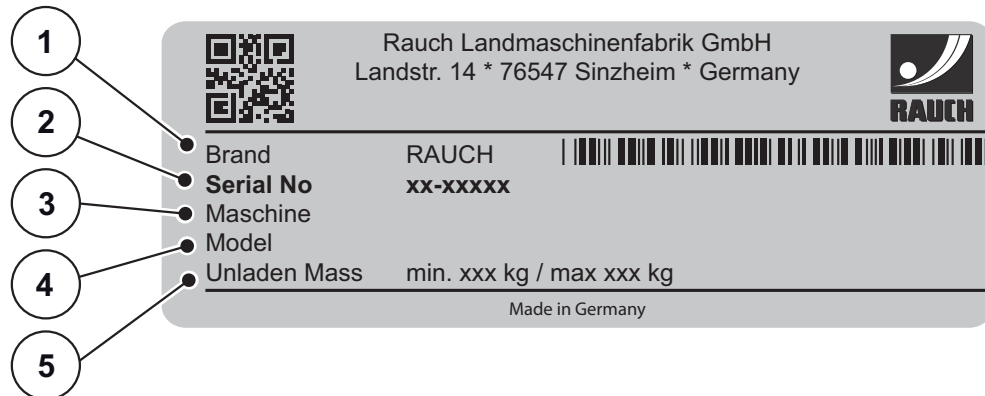 1
2
3
4
5
Rauch Landmaschinenfabrik GmbH
Landstr. 14 * 76547 Sinzheim * Germany
RAUCH
Brand RAUCH
Serial No xx-xxxxx
Maschine
Model
Unladen Mass min. xxx kg / max xxx kg
Made in Germany